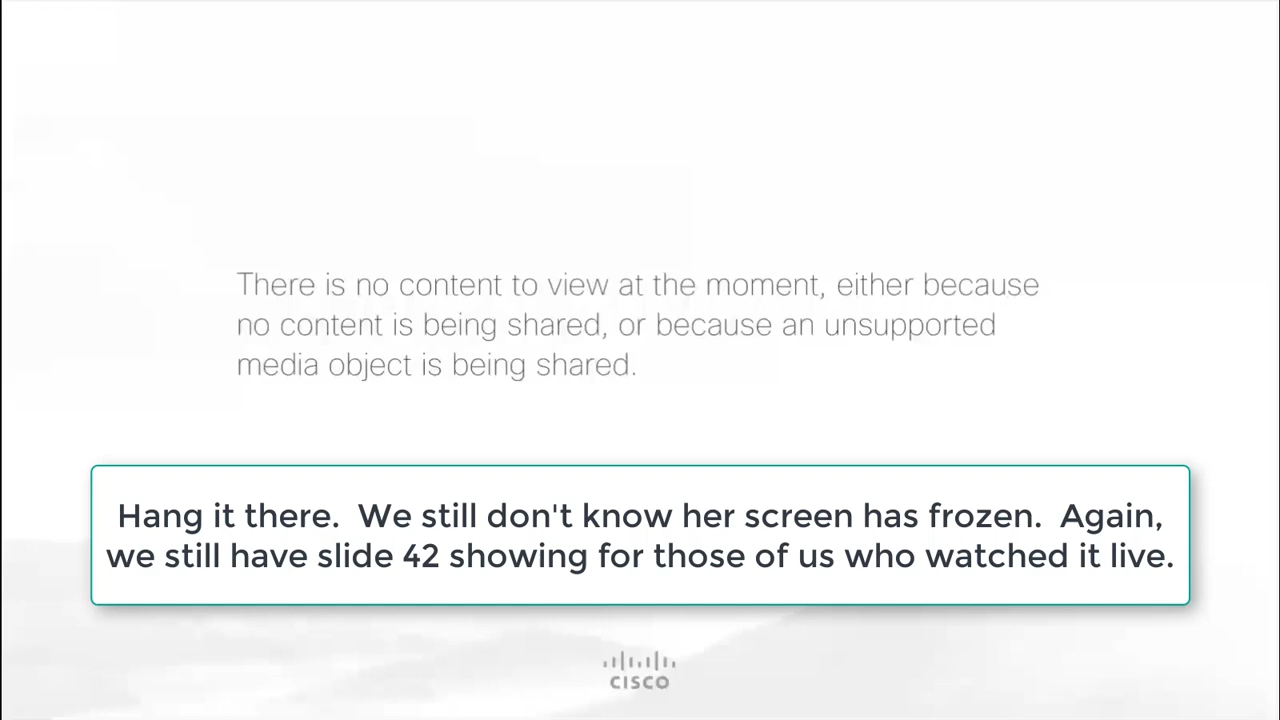 There is no content to view at the moment, either because
no content is being shared, or because an unsupported
media object is being shared.
Hang it there.  We still don't know her screen has frozen.  Again,
we still have slide 42 showing for those of us who watched it live.
CISCO